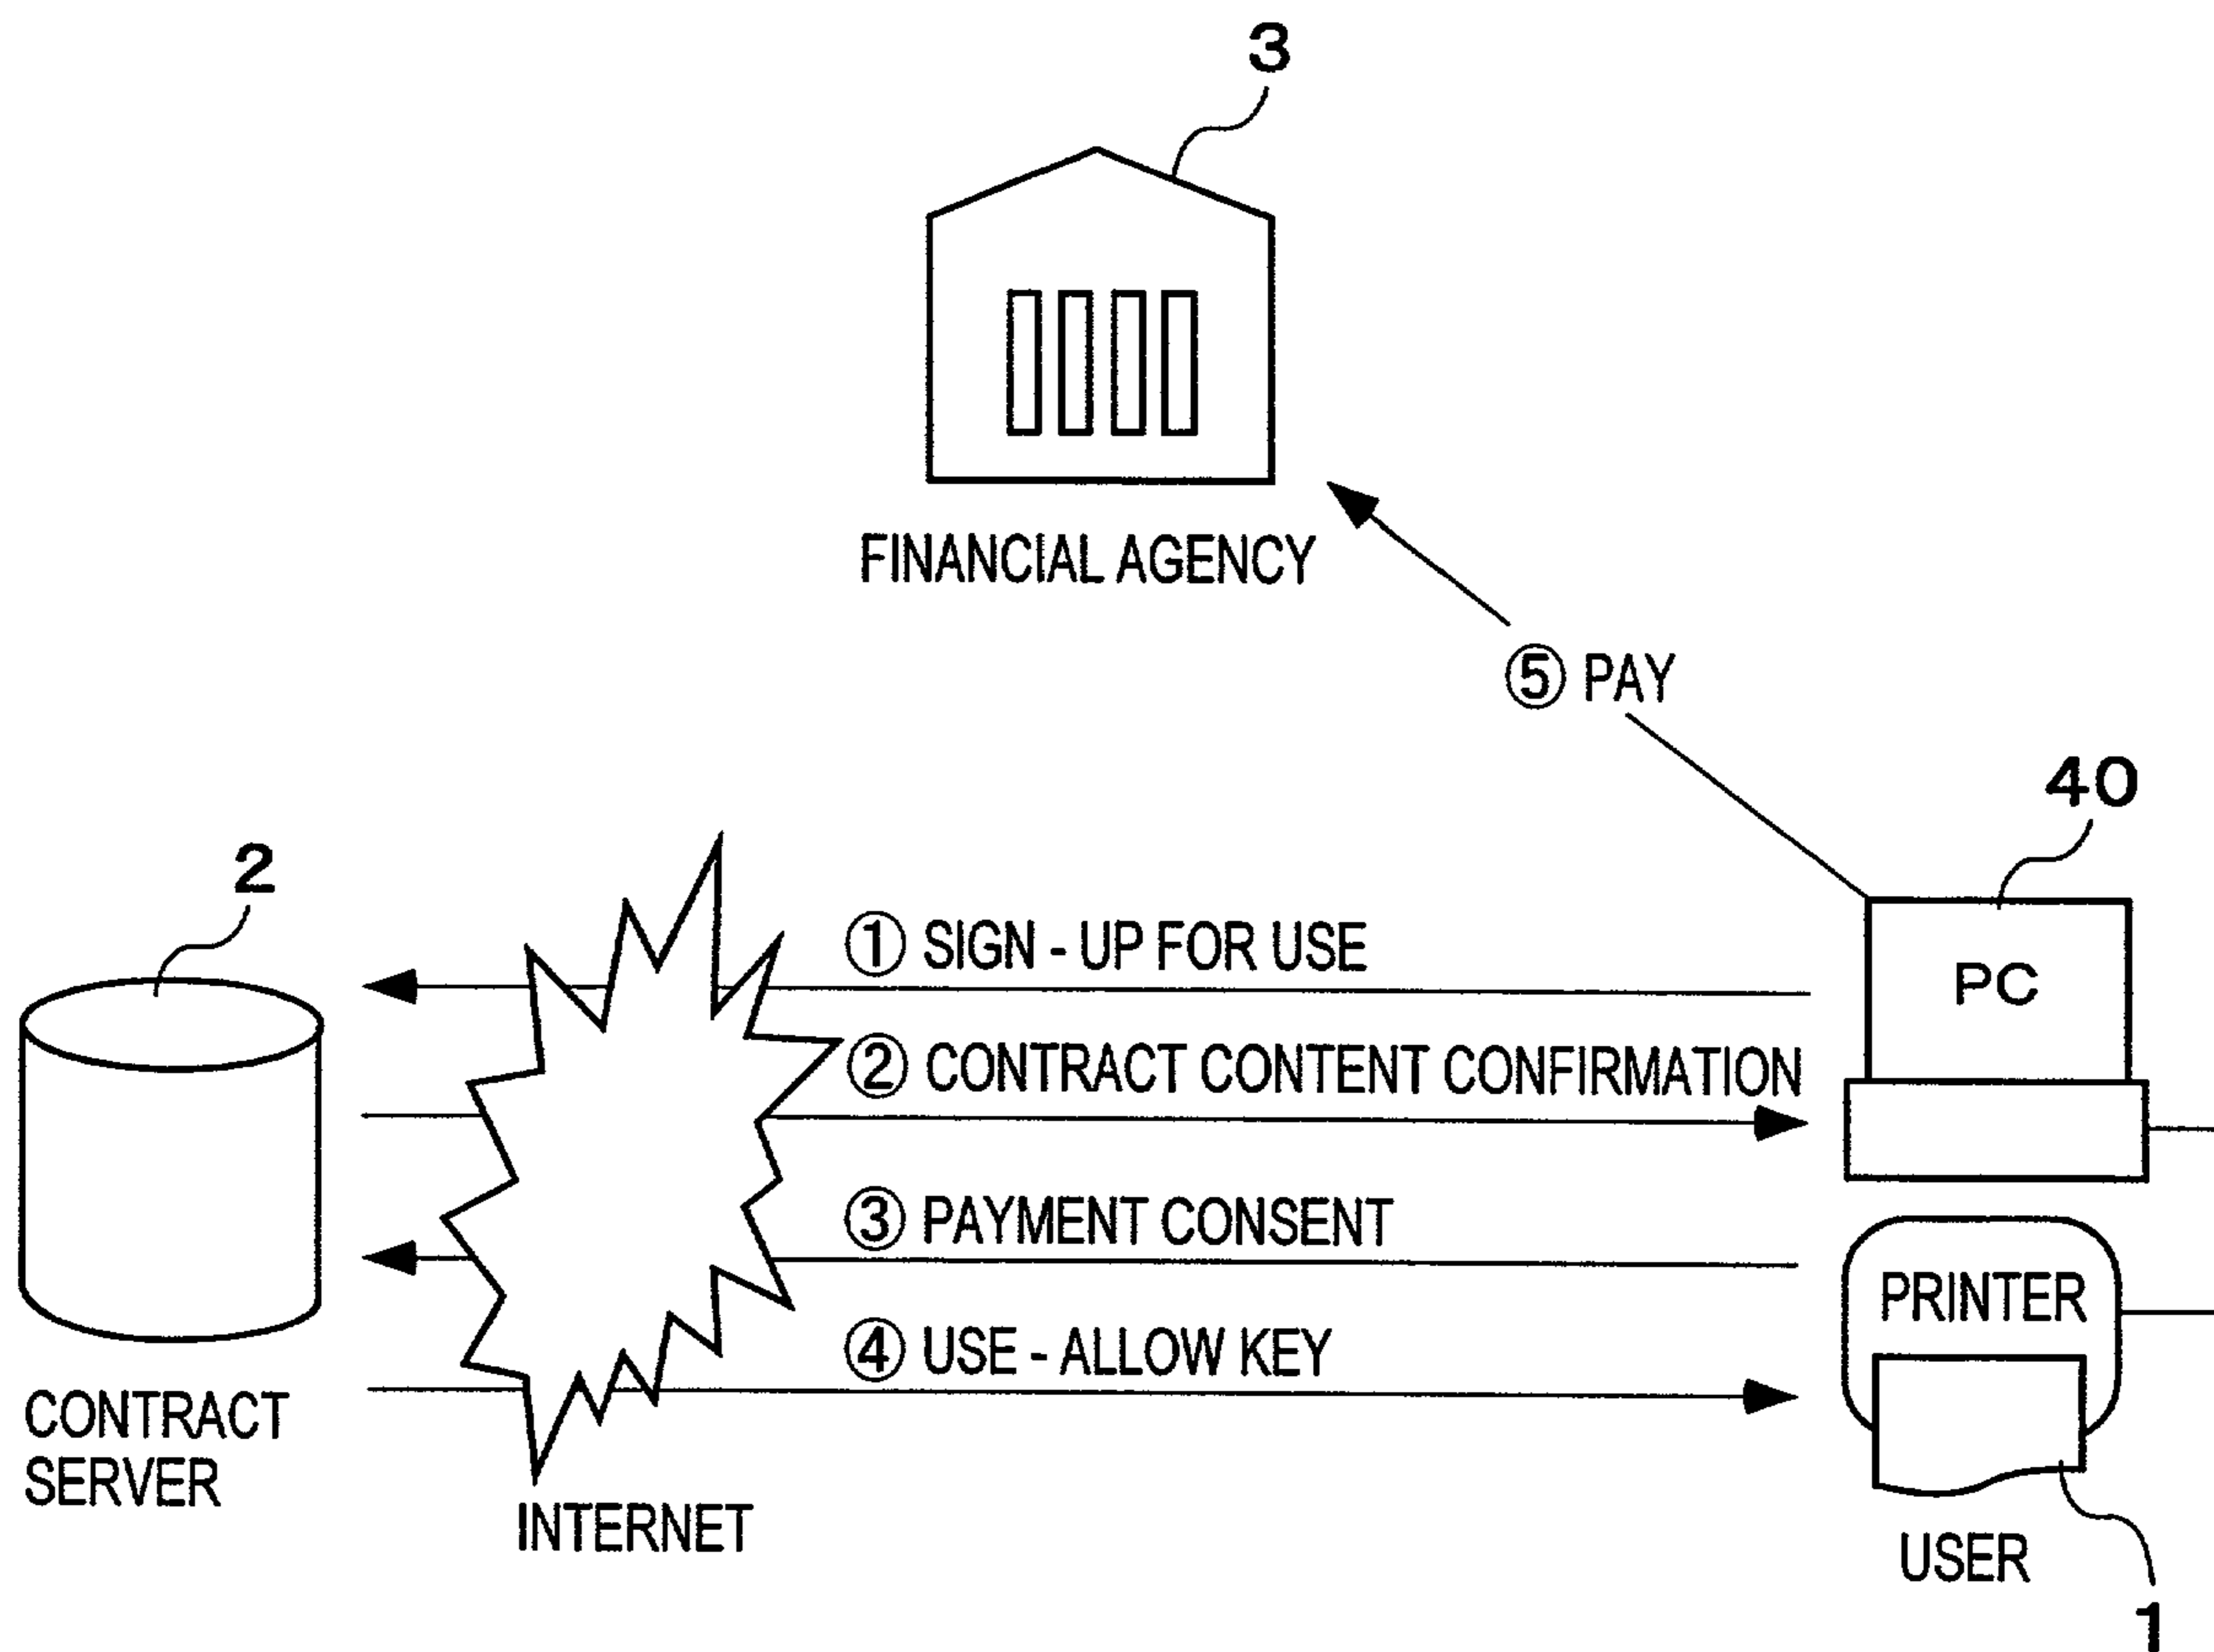 3
FINANCIAL AGENCY
⑤ PAY
40
2
① SIGN - UP FOR USE
PC
② CONTRACT CONTENT CONFIRMATION
③ PAYMENT CONSENT
PRINTER
④ USE - ALLOW KEY
CONTRACT
SERVER
INTERNET
USER
1